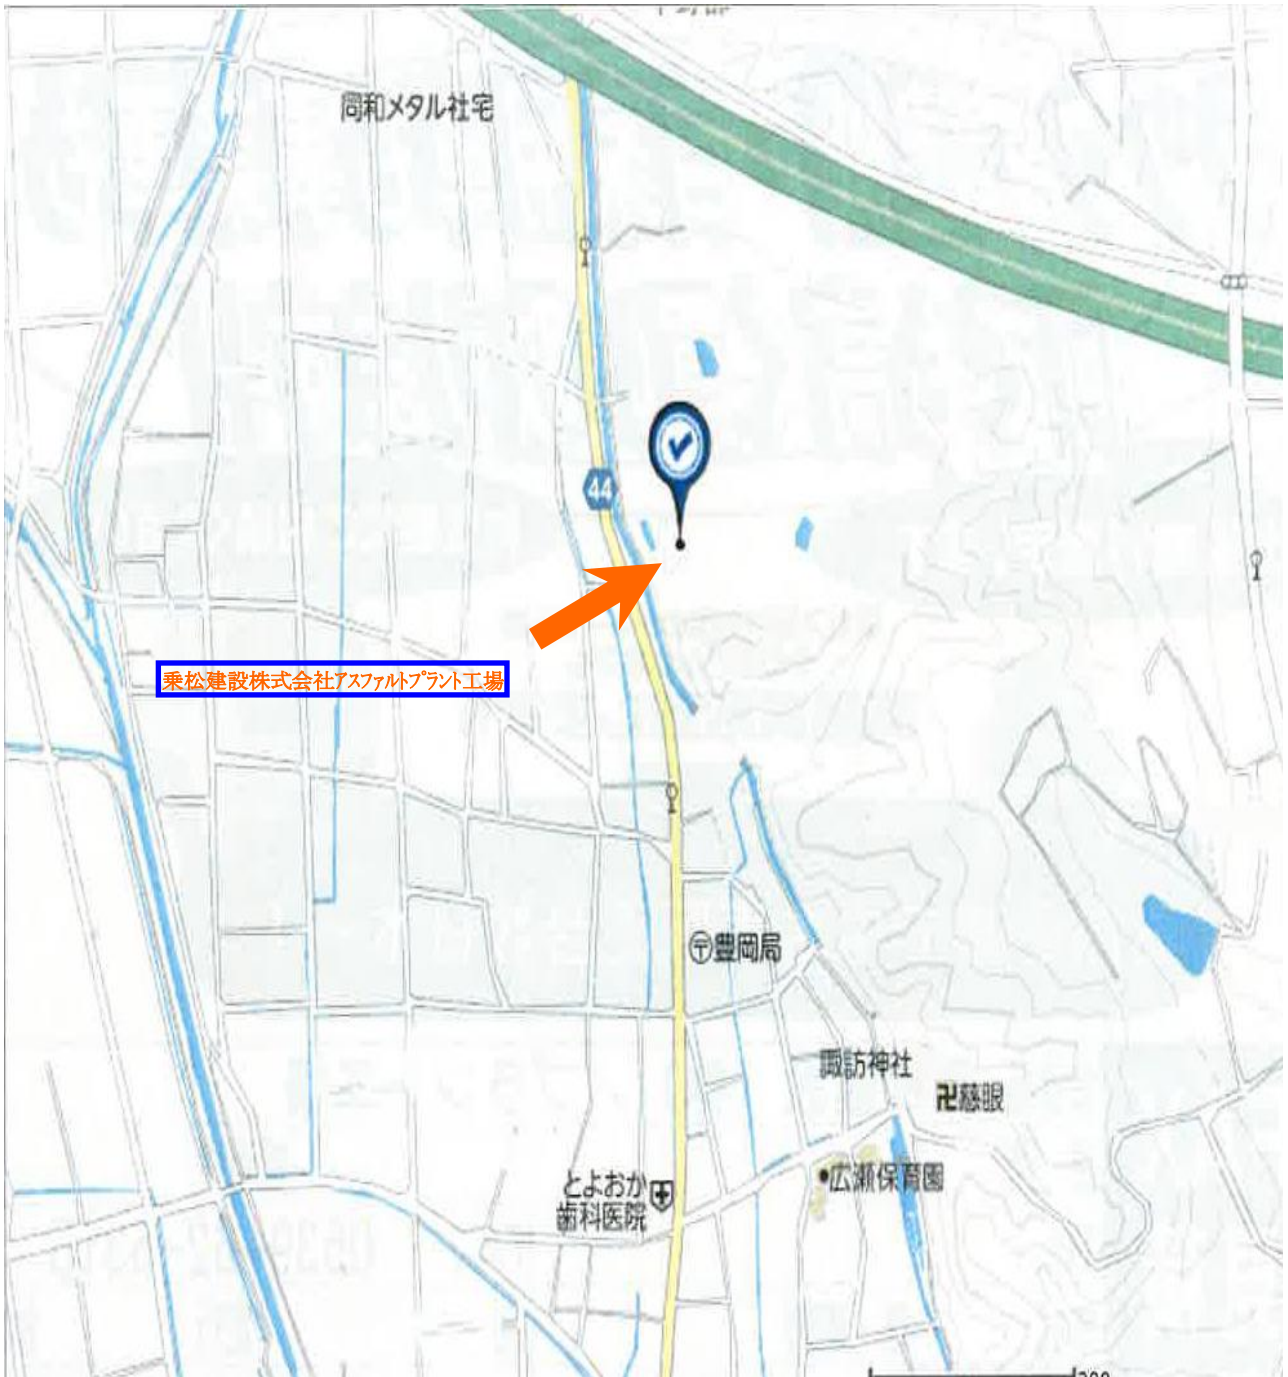 同和メタル社宅
44
乗松建設株式会社アスファルトプラント工場
〒豊岡局
諏訪神社
卍慈眼
とよおか
歯科医院
広瀬保育園